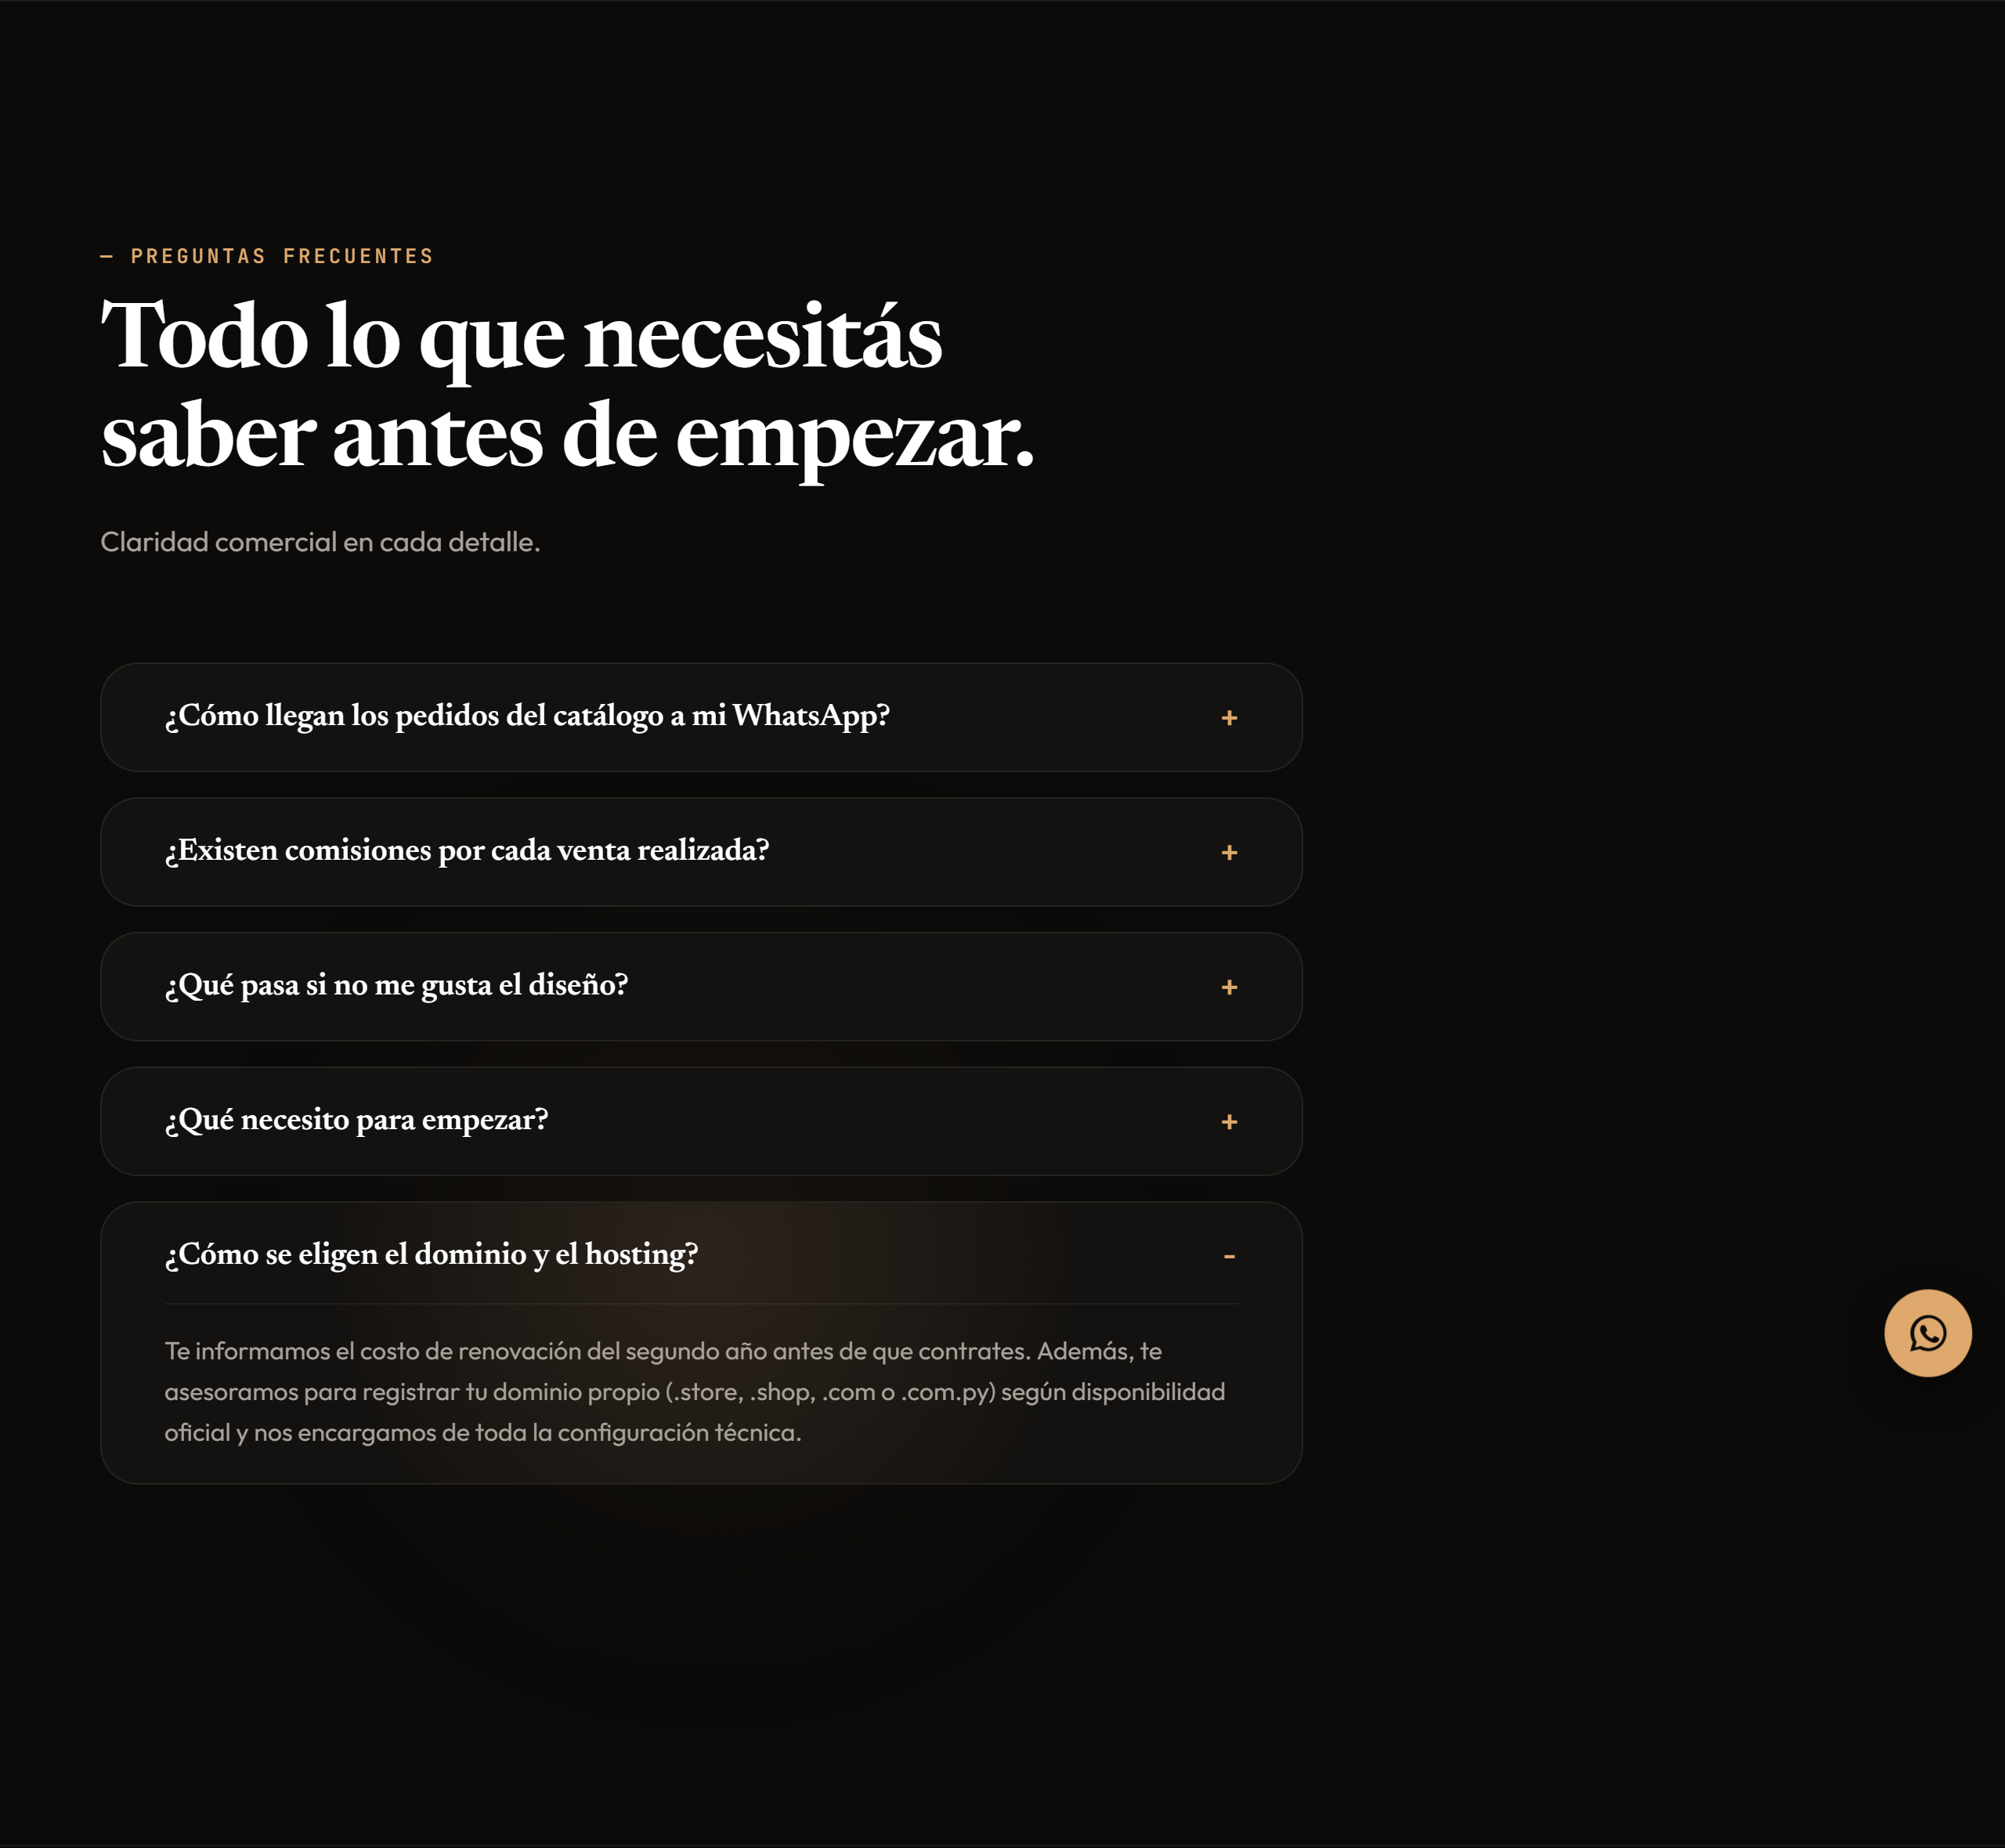 — PREGUNTAS FRECUENTES
Todo lo que necesitás
saber antes de empezar.
Claridad comercial en cada detalle.
¿Cómo llegan los pedidos del catálogo a mi WhatsApp? +
¿Existen comisiones por cada venta realizada? +
¿Qué pasa si no me gusta el diseño? +
¿Qué necesito para empezar? +
¿Cómo se eligen el dominio y el hosting? -
Te informamos el costo de renovación del segundo año antes de que contrates. Además, te
asesoramos para registrar tu dominio propio (.store, .shop, .com o .com.py) según disponibilidad
oficial y nos encargamos de toda la configuración técnica.